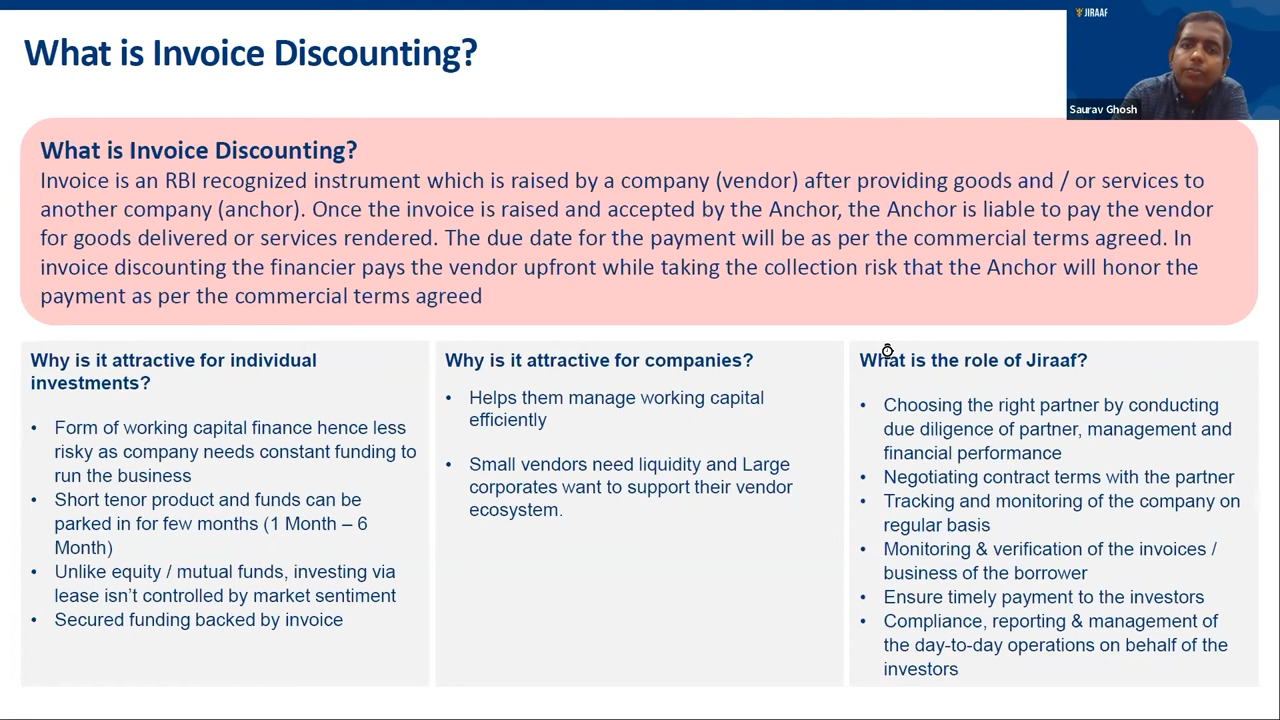 What is Invoice Discounting?
JIRAAF
Saurav Ghosh
What is Invoice Discounting?
Invoice is an RBI recognized instrument which is raised by a company (vendor) after providing goods and / or services to
another company (anchor). Once the invoice is raised and accepted by the Anchor, the Anchor is liable to pay the vendor
for goods delivered or services rendered. The due date for the payment will be as per the commercial terms agreed. In
invoice discounting the financier pays the vendor upfront while taking the collection risk that the Anchor will honor the
payment as per the commercial terms agreed
Why is it attractive for individual
investments?
• Form of working capital finance hence less
risky as company needs constant funding to
run the business
• Short tenor product and funds can be
parked in for few months (1 Month – 6
Month)
• Unlike equity / mutual funds, investing via
lease isn’t controlled by market sentiment
• Secured funding backed by invoice
Why is it attractive for companies?
• Helps them manage working capital
efficiently
• Small vendors need liquidity and Large
corporates want to support their vendor
ecosystem.
What is the role of Jiraaf?
• Choosing the right partner by conducting
due diligence of partner, management and
financial performance
• Negotiating contract terms with the partner
• Tracking and monitoring of the company on
regular basis
• Monitoring & verification of the invoices /
business of the borrower
• Ensure timely payment to the investors
• Compliance, reporting & management of
the day-to-day operations on behalf of the
investors